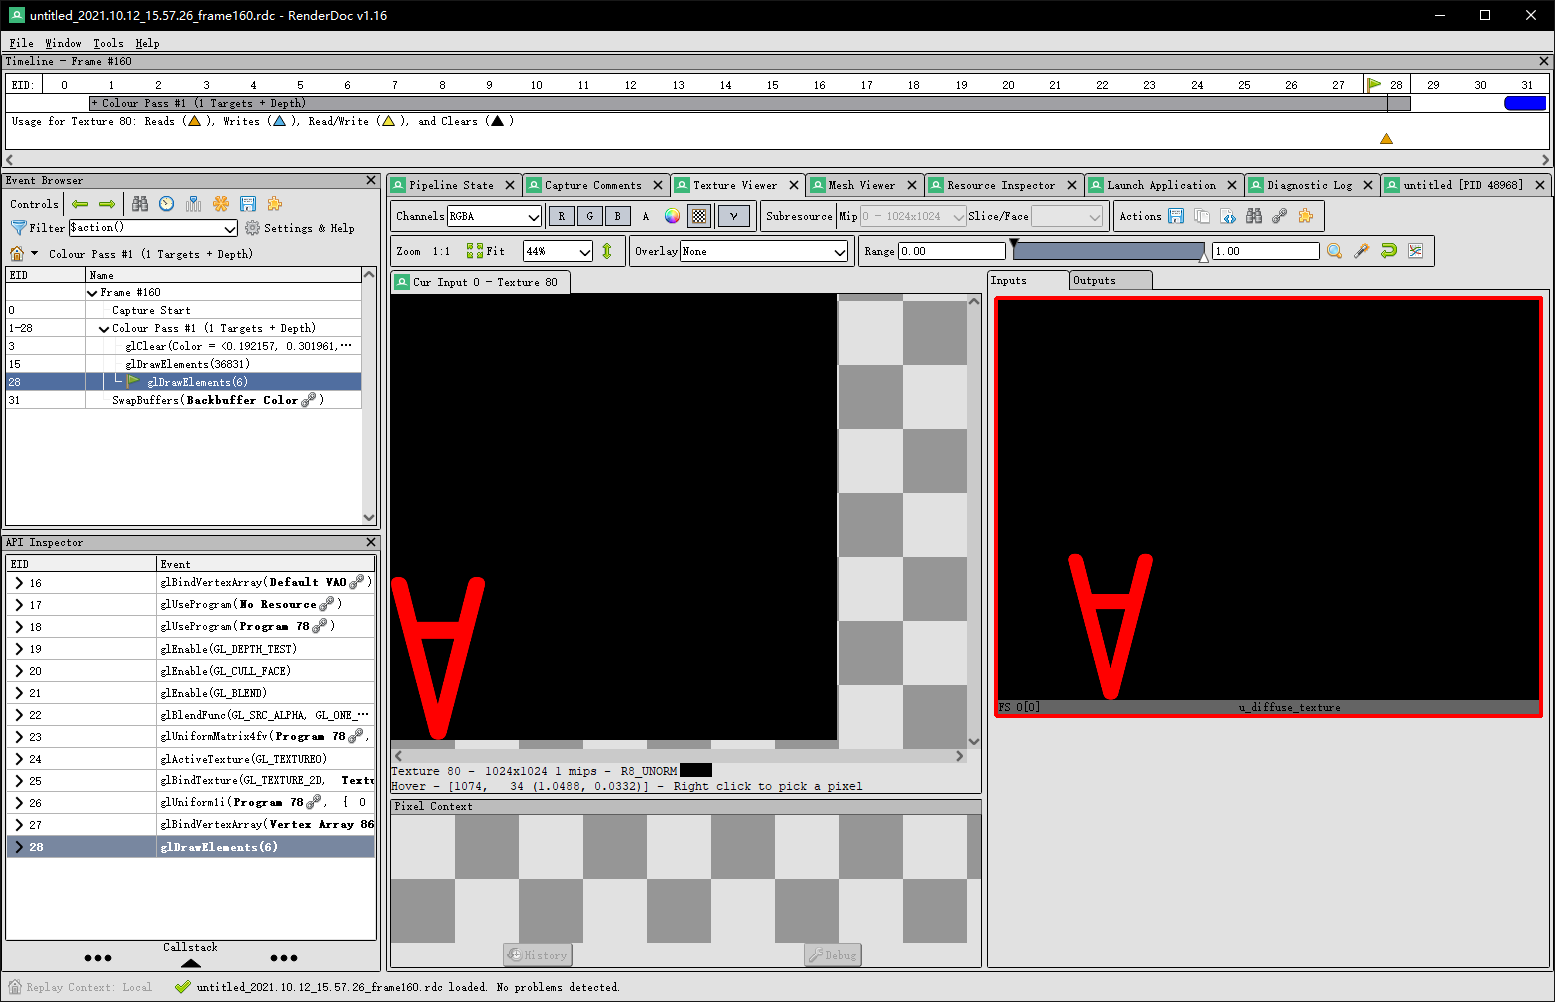 untitled_2021.10.12_15.57.26_frame160.rdc - RenderDoc v1.16
File Window Tools Help
Timeline - Frame #160
EID: 0 1 2 3 4 5 6 7 8 9 10 11 12 13 14 15 16 17 18 19 20 21 22 23 24 25 26 27 28 29 30 31
+ Colour Pass #1 (1 Targets + Depth)
Usage for Texture 80: Reads ( ), Writes ( ), Read/Write ( ), and Clears ( )
Event Browser
Controls
Filter $action() Settings & Help
Colour Pass #1 (1 Targets + Depth)
EID Name
Frame #160
0 Capture Start
1-28 Colour Pass #1 (1 Targets + Depth)
3 glClear(Color = <0.192157, 0.301961,...
15 glDrawElements(36831)
28 glDrawElements(6)
31 SwapBuffers(Backbuffer Color )
API Inspector
EID Event
16 glBindVertexArray(Default VAO )
17 glUseProgram(No Resource )
18 glUseProgram(Program 78 )
19 glEnable(GL_DEPTH_TEST)
20 glEnable(GL_CULL_FACE)
21 glEnable(GL_BLEND)
22 glBlendFunc(GL_SRC_ALPHA, GL_ONE_...
23 glUniformMatrix4fv(Program 78 ,
24 glActiveTexture(GL_TEXTURE0)
25 glBindTexture(GL_TEXTURE_2D, Textu
26 glUniform1i(Program 78 , { 0
27 glBindVertexArray(Vertex Array 86
28 glDrawElements(6)
Callstack
Pipeline State Capture Comments Texture Viewer Mesh Viewer Resource Inspector Launch Application Diagnostic Log untitled [PID 48968]
Channels RGBA R G B A γ Subresource Mip 0 - 1024x1024 Slice/Face Actions
Zoom 1:1 Fit 44% Overlay None Range 0.00 1.00
Cur Input 0 - Texture 80
A
Texture 80 - 1024x1024 1 mips - R8_UNORM
Hover - [1074, 34 (1.0488, 0.0332)] - Right click to pick a pixel
Pixel Context
History Debug
Inputs Outputs
A
FS 0[0] u_diffuse_texture
Replay Context: Local untitled_2021.10.12_15.57.26_frame160.rdc loaded. No problems detected.